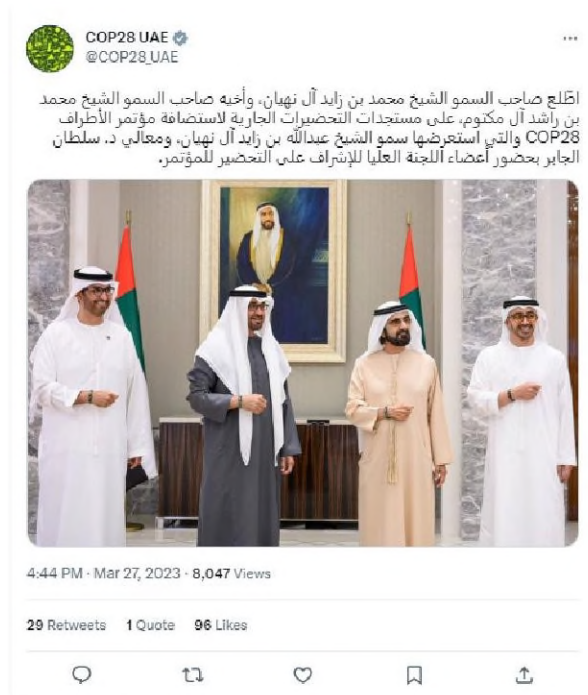 COP28 UAE
@COP28_UAE
اطّلع صاحب السمو الشيخ محمد بن زايد آل نهيان، وأخيه صاحب السمو الشيخ محمد
بن راشد آل مكتوم، على مستجدات التحضيرات الجارية لاستضافة مؤتمر الأطراف
COP28 والتي استعرضها سمو الشيخ عبدالله بن زايد آل نهيان، ومعالي د. سلطان
الجابر بحضور أعضاء اللجنة العليا للإشراف على التحضير للمؤتمر.
4:44 PM · Mar 27, 2023 · 8,047 Views
29 Retweets 1 Quote 96 Likes